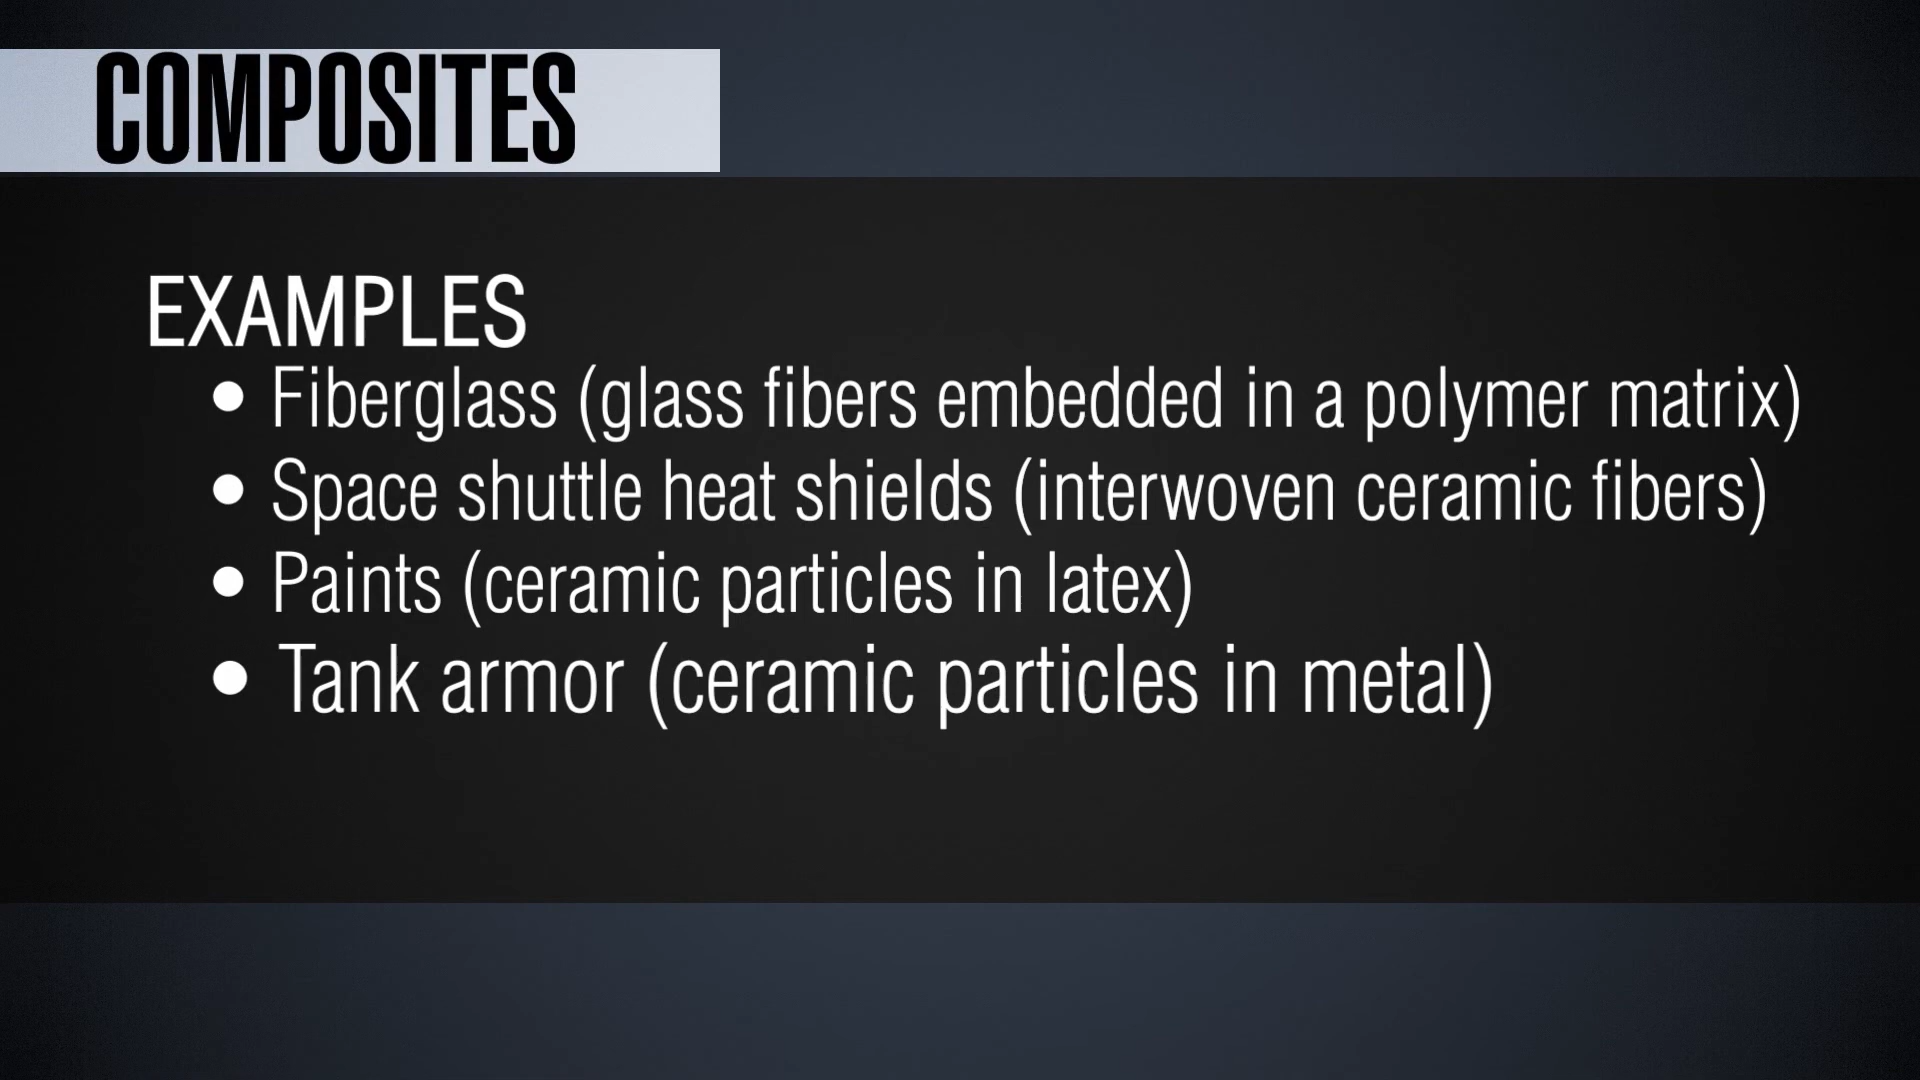 COMPOSITES
EXAMPLES
• Fiberglass (glass fibers embedded in a polymer matrix)
• Space shuttle heat shields (interwoven ceramic fibers)
• Paints (ceramic particles in latex)
• Tank armor (ceramic particles in metal)